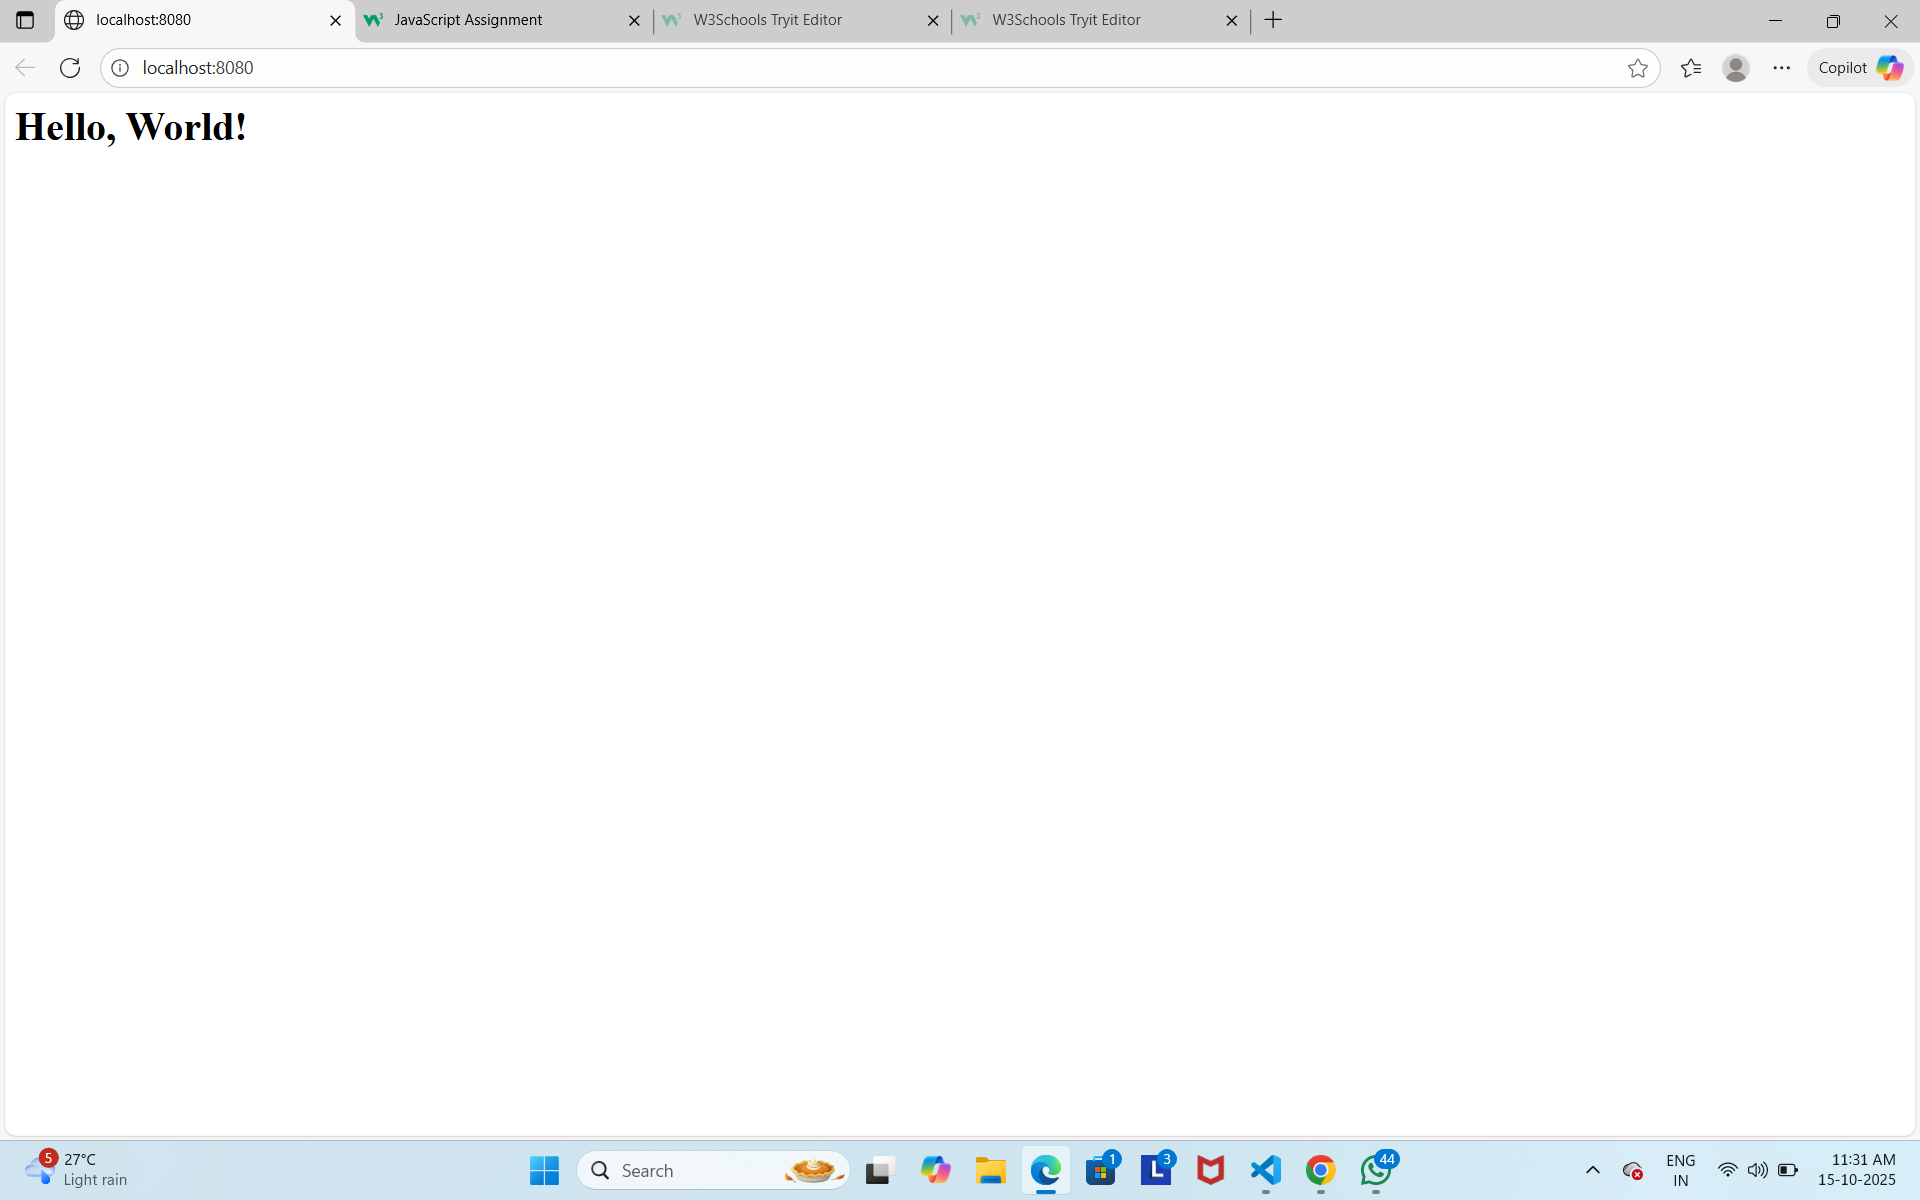 localhost:8080
JavaScript Assignment
W3Schools Tryit Editor
W3Schools Tryit Editor
localhost:8080
Copilot
Hello, World!
5
27°C
Light rain
Search
1
L
3
44
ENG
IN
11:31 AM
15-10-2025